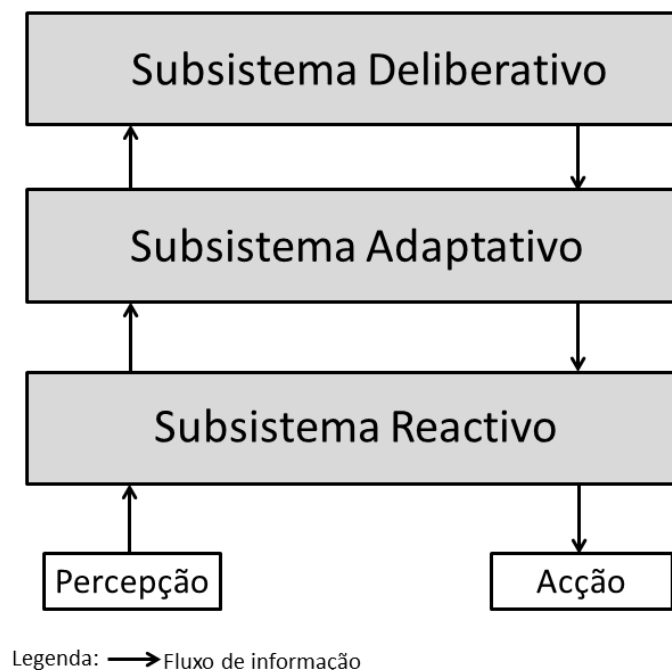 Subsistema Deliberativo
Subsistema Adaptativo
Subsistema Reactivo
Percepção
Acção
Legenda: Fluxo de informação